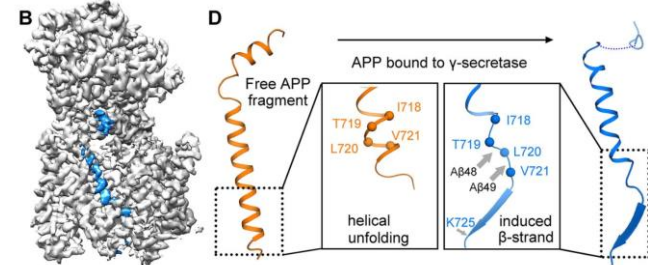 B
D
APP bound to γ-secretase
Free APP
fragment
I718
T719
V721
L720
helical
unfolding
I718
T719
L720
Aβ48
V721
Aβ49
K725
induced
β-strand